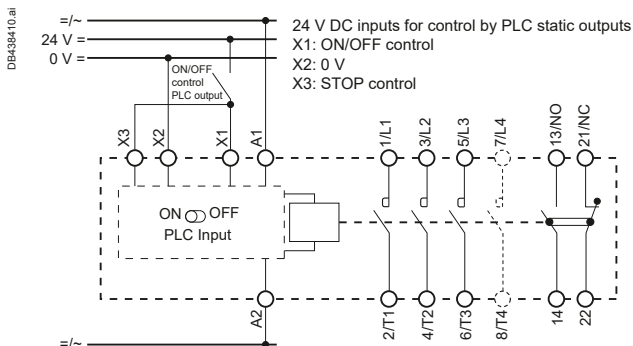 DB438410.ai
=/~
24 V =
0 V =
24 V DC inputs for control by PLC static outputs
X1: ON/OFF control
X2: 0 V
X3: STOP control
ON/OFF
control
PLC output
X3
X2
X1
A1
1/L1
3/L2
5/L3
7/L4
13/NO
21/NC
ON OFF
PLC Input
A2
2/T1
4/T2
6/T3
8/T4
14
22
=/~